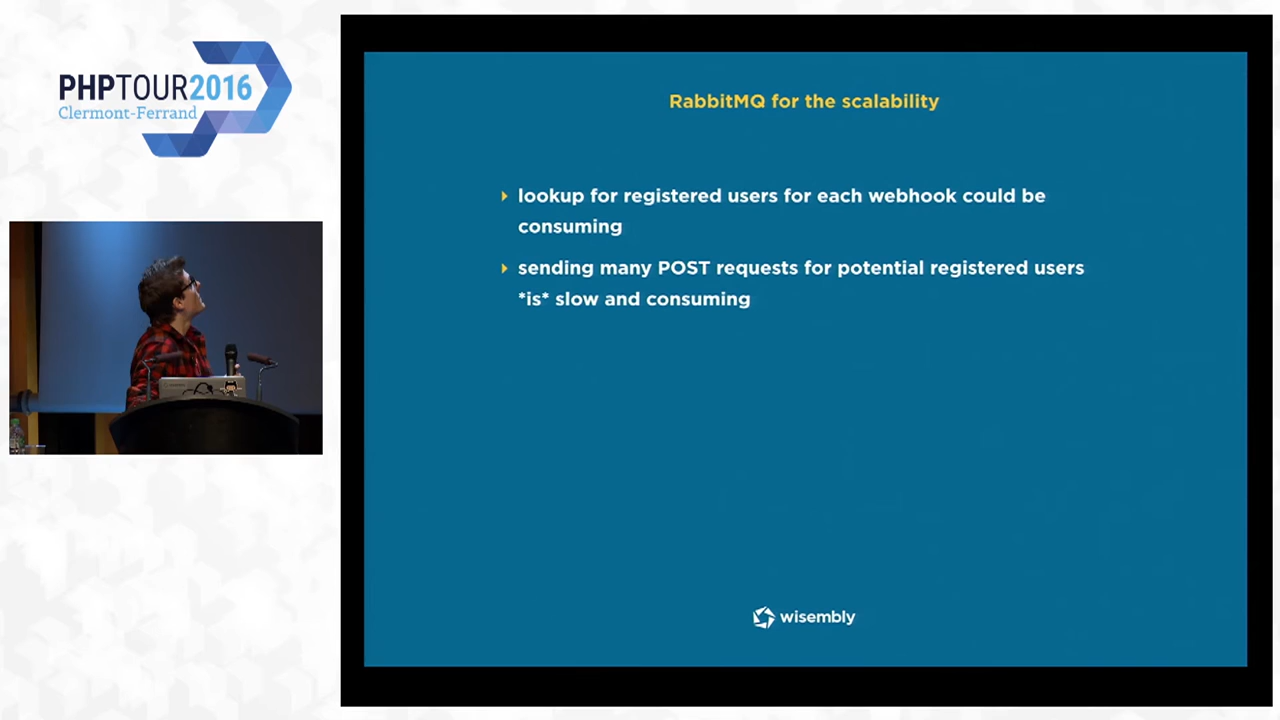 PHPTOUR2016
Clermont-Ferrand
RabbitMQ for the scalability
lookup for registered users for each webhook could be
consuming
sending many POST requests for potential registered users
*is* slow and consuming
wisembly